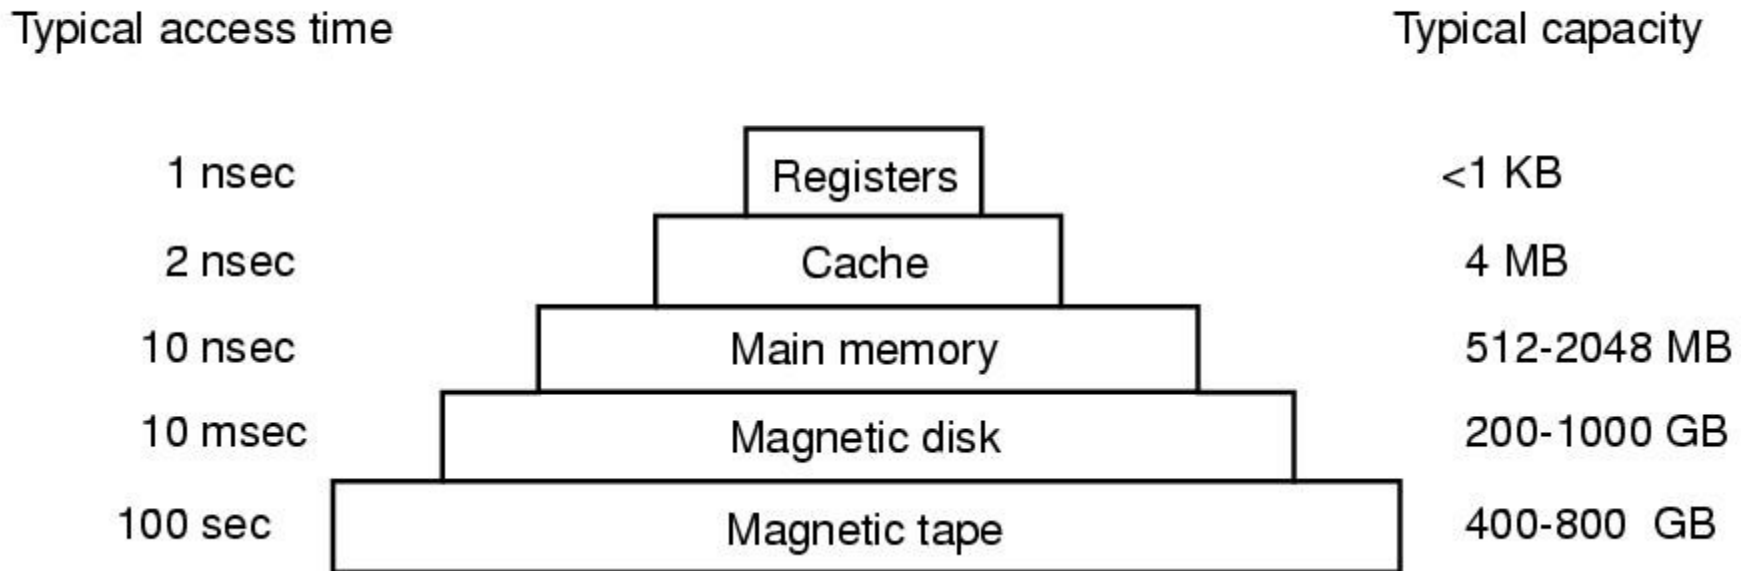 Typical access time Typical capacity
1 nsec Registers <1 KB
2 nsec Cache 4 MB
10 nsec Main memory 512-2048 MB
10 msec Magnetic disk 200-1000 GB
100 sec Magnetic tape 400-800 GB